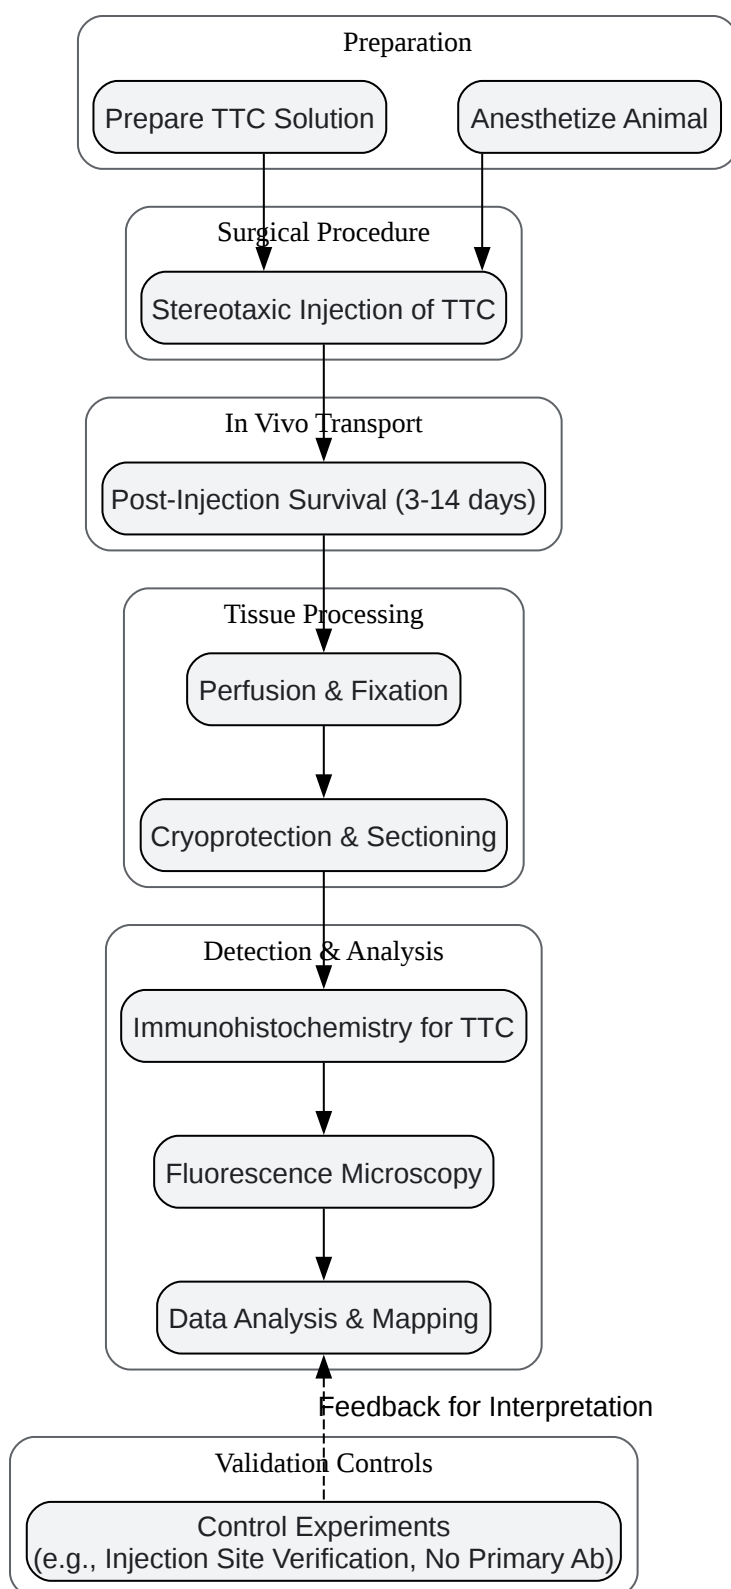 Preparation
Prepare TTC Solution
Anesthetize Animal
Surgical Procedure
Stereotaxic Injection of TTC
In Vivo Transport
Post-Injection Survival (3-14 days)
Tissue Processing
Perfusion & Fixation
Cryoprotection & Sectioning
Detection & Analysis
Immunohistochemistry for TTC
Fluorescence Microscopy
Data Analysis & Mapping
Feedback for Interpretation
Validation Controls
Control Experiments
(e.g., Injection Site Verification, No Primary Ab)